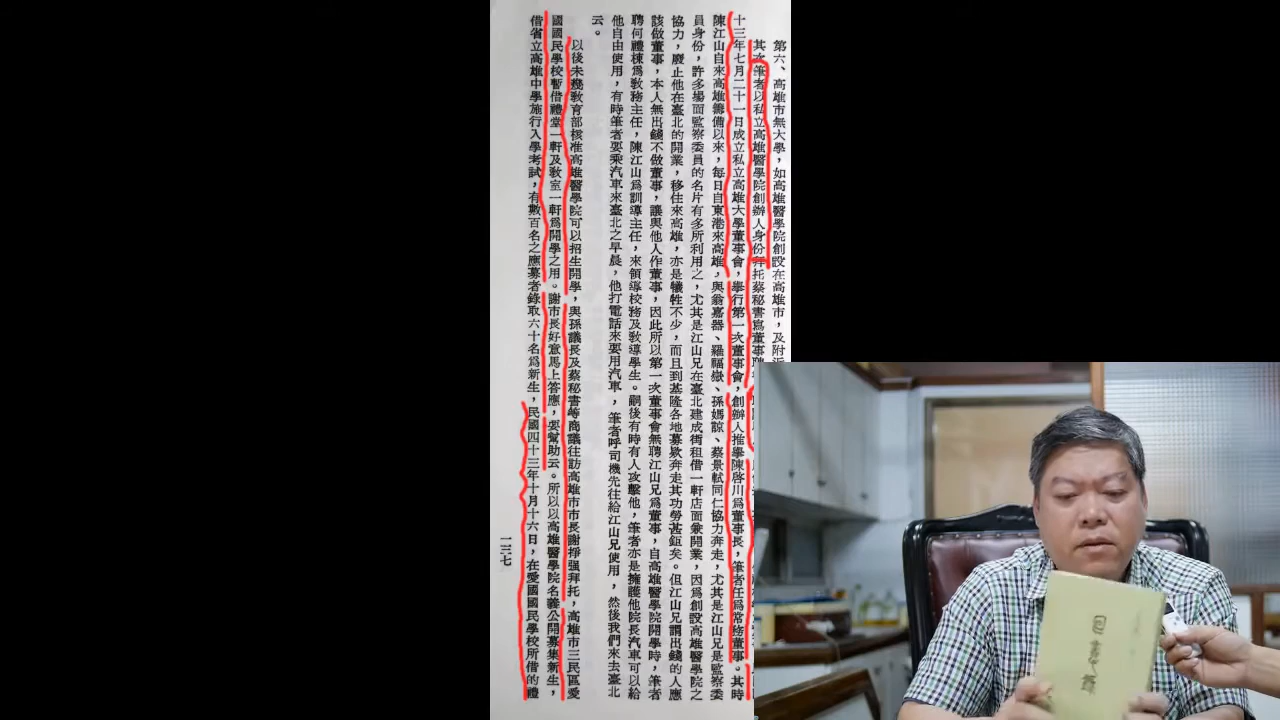 第六、高雄市無大學，如高雄醫學院創設在高雄市，及附近
其次筆者以私立高雄醫學院創辦人身份拜托蔡秘書寫董事聘
十三年七月二十一日成立私立高雄大學董事會，舉行第一次董事會，創辦人推舉陳啓川爲董事長，筆者任爲常務董事。其時
陳江山自來高雄籌備以來，每日自東港來高雄，與翁嘉器、羅福嶽、孫媽諒、蔡景軾同仁協力奔走，尤其是江山兄是監察委
員身份，許多場面監察委員的名片有多所利用之，尤其是江山兄在臺北建成街租借一軒店面兼開業，因爲創設高雄醫學院之
協力，廢止他在臺北的開業，移住來高雄，亦是犧牲不少，而且到基隆各地募欵奔走其功勞甚鉅矣。但江山兄謂出錢的人應
該做董事，本人無出錢不做董事，讓與他人作董事，因此所以第一次董事會無聘江山兄爲董事，自高雄醫學院開學時，筆者
聘何禮棟爲敎務主任，陳江山爲訓導主任，來領導校務及敎導學生。嗣後有時有人攻擊他，筆者亦是擁護他院長汽車可以給
他自由使用，有時筆者要乘汽車來臺北之早晨，他打電話來要用汽車，筆者呼司機先往給江山兄使用，然後我們來去臺北
云。
以後未幾敎育部核准高雄醫學院可以招生開學，與孫議長及蔡秘書等商議往訪高雄市市長謝掙强拜托，高雄市三民區愛
國國民學校暫借禮堂一軒及敎室一軒爲開學之用。謝市長好意馬上答應，要幫助云。所以以高雄醫學院名義公開募集新生，
借省立高雄中學施行入學考試，有數百名之應募者錄取六十名爲新生，民國四十三年十月十六日，在愛國國民學校所借的禮
一三七